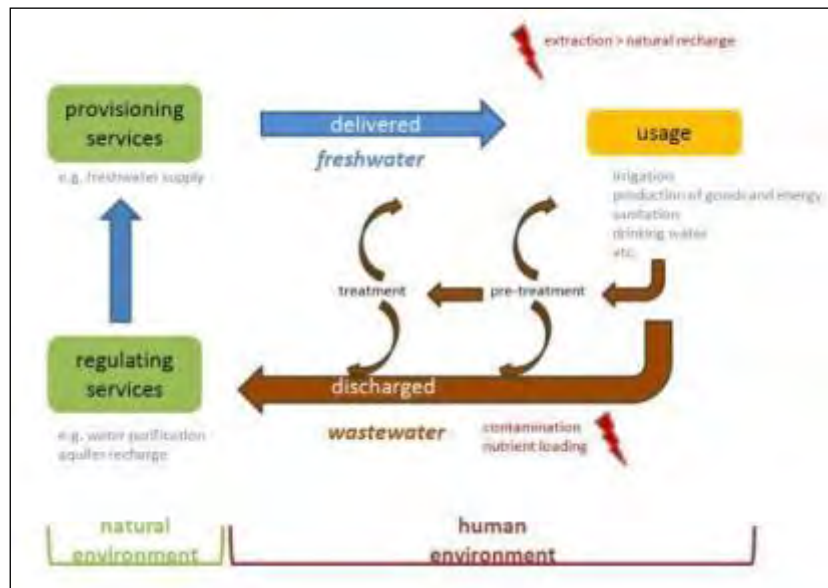 extraction > natural recharge
provisioning
services
delivered
usage
freshwater
e.g. freshwater supply
irrigation
production of goods and energy
sanitation
drinking water
etc.
treatment
pre-treatment
regulating
services
discharged
e.g. water purification
aquifer recharge
wastewater
contamination
nutrient loading
natural
environment
human
environment